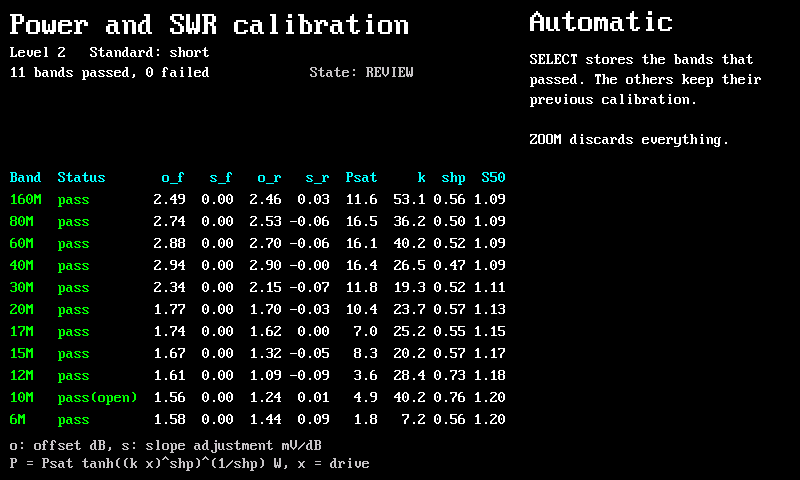 Power and SWR calibration
Level 2   Standard: short
11 bands passed, 0 failed   State: REVIEW
Band Status o_f s_f o_r s_r Psat k shp S50
160M pass 2.49 0.00 2.46 0.03 11.6 53.1 0.56 1.09
80M pass 2.74 0.00 2.53 -0.06 16.5 36.2 0.50 1.09
60M pass 2.88 0.00 2.70 -0.06 16.1 40.2 0.52 1.09
40M pass 2.94 0.00 2.90 -0.00 16.4 26.5 0.47 1.09
30M pass 2.34 0.00 2.15 -0.07 11.8 19.3 0.52 1.11
20M pass 1.77 0.00 1.70 -0.03 10.4 23.7 0.57 1.13
17M pass 1.74 0.00 1.62 0.00 7.0 25.2 0.55 1.15
15M pass 1.67 0.00 1.32 -0.05 8.3 20.2 0.57 1.17
12M pass 1.61 0.00 1.09 -0.09 3.6 28.4 0.73 1.18
10M pass(open) 1.56 0.00 1.24 0.01 4.9 40.2 0.76 1.20
6M pass 1.58 0.00 1.44 0.09 1.8 7.2 0.56 1.20
o: offset dB, s: slope adjustment mV/dB
P = Psat tanh((k x)^shp)^(1/shp) W, x = drive
Automatic
SELECT stores the bands that
passed. The others keep their
previous calibration.
ZOOM discards everything.